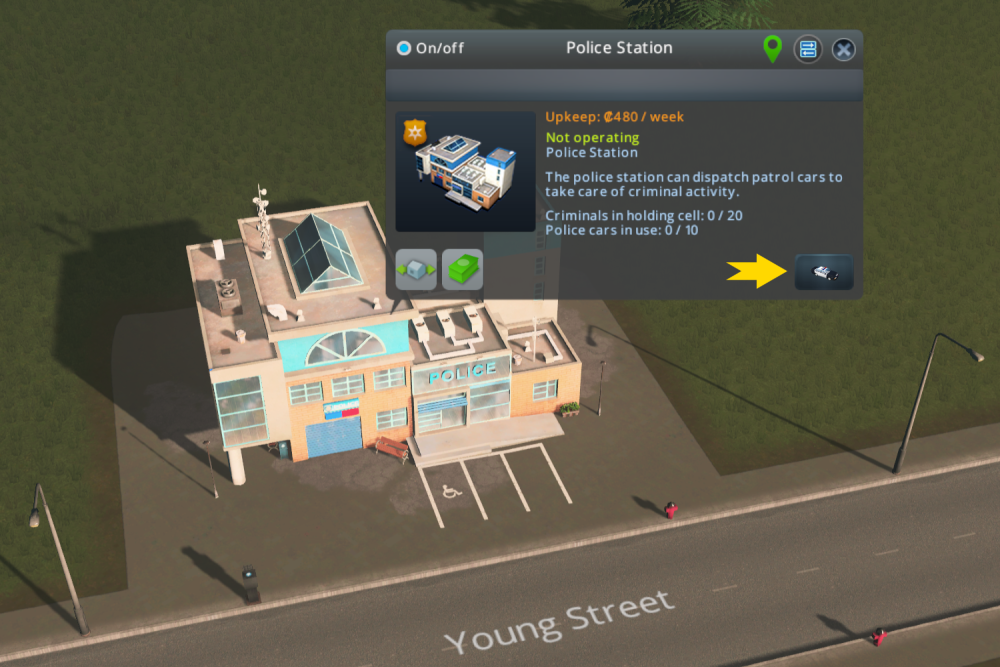 On/off
Police Station
Upkeep: ₡480 / week
Not operating
Police Station
The police station can dispatch patrol cars to
take care of criminal activity.
Criminals in holding cell: 0 / 20
Police cars in use: 0 / 10
POLICE
Young Street